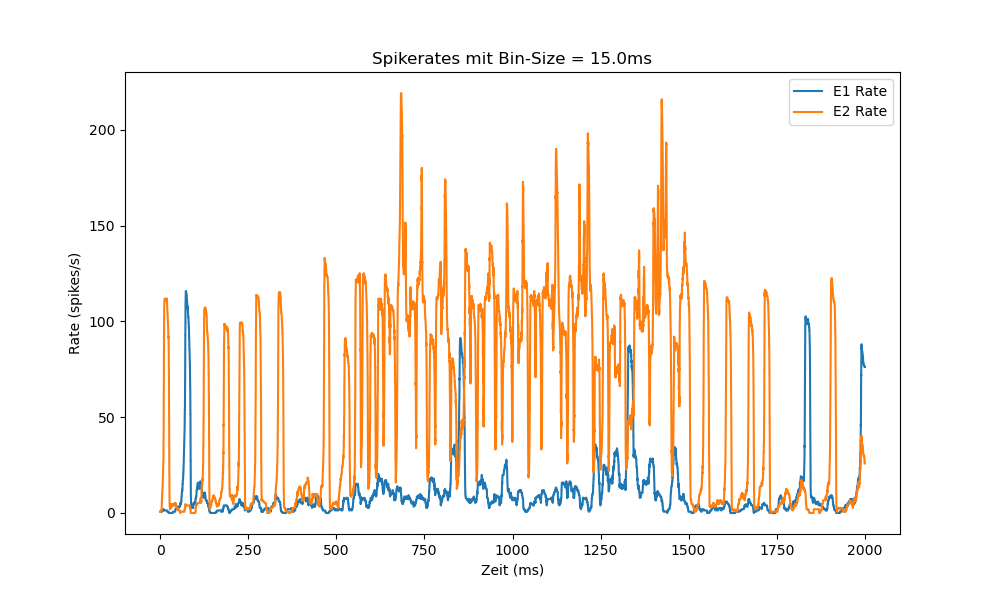 Spikerates mit Bin-Size = 15.0ms
E1 Rate
E2 Rate
Rate (spikes/s)
200
150
100
50
0
0 250 500 750 1000 1250 1500 1750 2000
Zeit (ms)